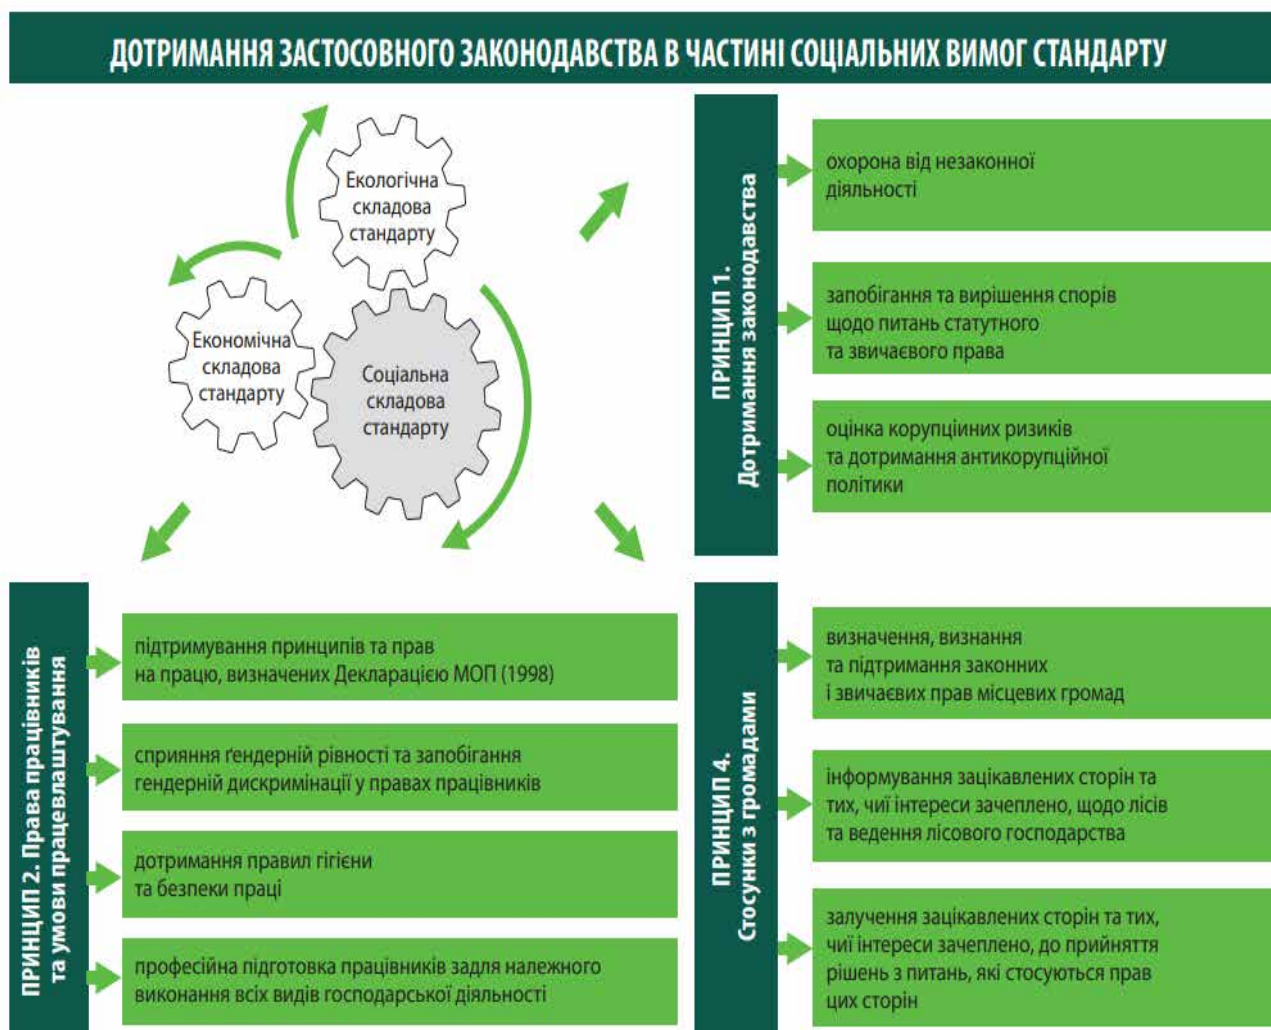 ДОТРИМАННЯ ЗАСТОСОВНОГО ЗАКОНОДАВСТВА В ЧАСТИНІ СОЦІАЛЬНИХ ВИМОГ СТАНДАРТУ
Екологічна
складова
стандарту
Економічна
складова
стандарту
Соціальна
складова
стандарту
ПРИНЦИП 1.
Дотримання законодавства
охорона від незаконної
діяльності
запобігання та вирішення спорів
щодо питань статутного
та звичаєвого права
оцінка корупціиних ризиків
та дотримання антикорупційної
політики
ПРИНЦИП 2. Права працівників
та умови працевлаштування
підтримування принципів та прав
на працю, визначених Декларацією МОП (1998)
сприяння ґендерній рівності та запобігання
гендерній дискримінації у правах працівників
дотримання правил гігієни
та безпеки праці
професійна підготовка працівників задля належного
виконання всіх видів господарської діяльності
ПРИНЦИП 4.
Стосунки з громадами
визначення, визнання
та підтримання законних
і звичаєвих прав місцевих громад
інформування зацікавлених сторін та
тих, чиї інтереси зачеплено, щодо лісів
та ведення лісового господарства
залучення зацікавлених сторін та тих,
чиї інтереси зачеплено, до прийняття
рішень з питань, які стосуються прав
цих сторін